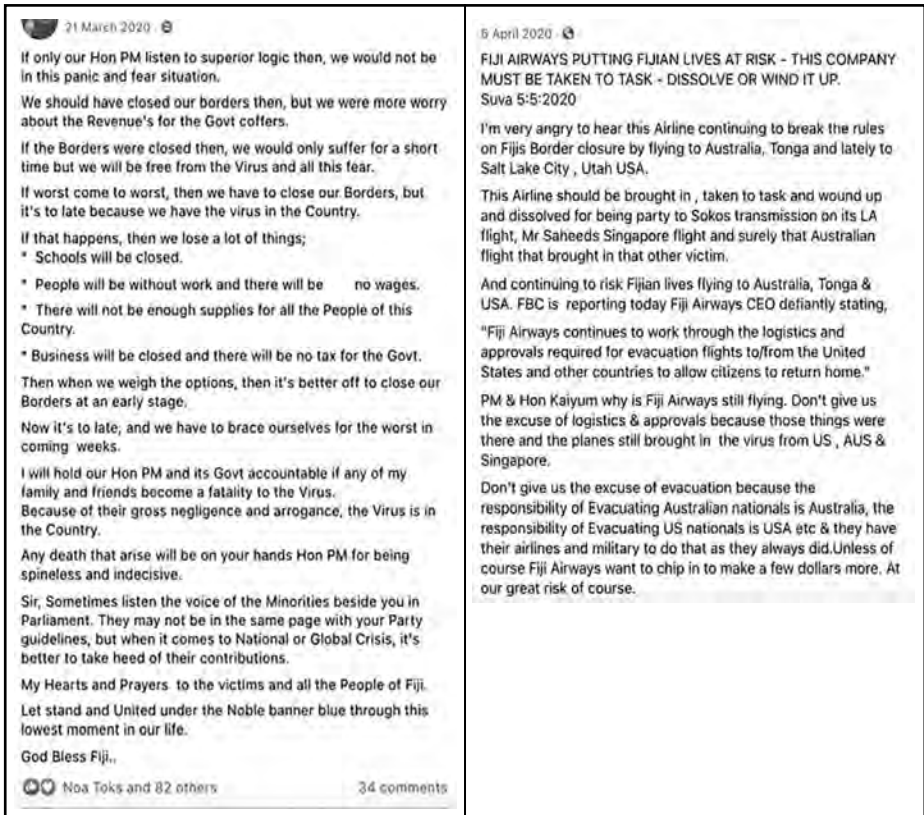 21 March 2020
If only our Hon PM listen to superior logic then, we would not be
in this panic and fear situation.
We should have closed our borders then, but we were more worry
about the Revenue's for the Govt coffers.
If the Borders were closed then, we would only suffer for a short
time but we will be free from the Virus and all this fear.
If worst come to worst, then we have to close our Borders, but
it's to late because we have the virus in the Country.
If that happens, then we lose a lot of things;
* Schools will be closed.
* People will be without work and there will be no wages.
* There will not be enough supplies for all the People of this
Country.
* Business will be closed and there will be no tax for the Govt.
Then when we weigh the options, then it's better off to close our
Borders at an early stage.
Now it's to late, and we have to brace ourselves for the worst in
coming weeks.
I will hold our Hon PM and its Govt accountable if any of my
family and friends become a fatality to the Virus.
Because of their gross negligence and arrogance, the Virus is in
the Country.
Any death that arise will be on your hands Hon PM for being
spineless and indecisive.
Sir, Sometimes listen the voice of the Minorities beside you in
Parliament. They may not be in the same page with your Party
guidelines, but when it comes to National or Global Crisis, it's
better to take heed of their contributions.
My Hearts and Prayers to the victims and all the People of Fiji.
Let stand and United under the Noble banner blue through this
lowest moment in our life.
God Bless Fiji..
Noa Toks and 82 others 34 comments
5 April 2020
FIJI AIRWAYS PUTTING FIJIAN LIVES AT RISK - THIS COMPANY
MUST BE TAKEN TO TASK - DISSOLVE OR WIND IT UP.
Suva 5:5:2020
I'm very angry to hear this Airline continuing to break the rules
on Fijis Border closure by flying to Australia, Tonga and lately to
Salt Lake City , Utah USA.
This Airline should be brought in , taken to task and wound up
and dissolved for being party to Sokos transmission on its LA
flight, Mr Saheeds Singapore flight and surely that Australian
flight that brought in that other victim.
And continuing to risk Fijian lives flying to Australia, Tonga &
USA. FBC is reporting today Fiji Airways CEO defiantly stating,
"Fiji Airways continues to work through the logistics and
approvals required for evacuation flights to/from the United
States and other countries to allow citizens to return home."
PM & Hon Kaiyum why is Fiji Airways still flying. Don't give us
the excuse of logistics & approvals because those things were
there and the planes still brought in the virus from US , AUS &
Singapore.
Don't give us the excuse of evacuation because the
responsibility of Evacuating Australian nationals is Australia, the
responsibility of Evacuating US nationals is USA etc & they have
their airlines and military to do that as they always did.Unless of
course Fiji Airways want to chip in to make a few dollars more. At
our great risk of course.